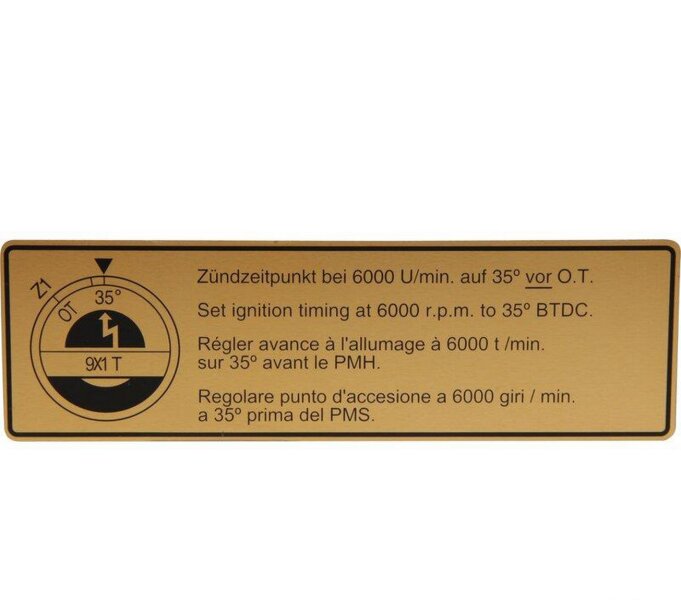 Z1
OT
35°
9X1 T
Zündzeitpunkt bei 6000 U/min. auf 35º vor O.T.
Set ignition timing at 6000 r.p.m. to 35º BTDC.
Régler avance à l'allumage à 6000 t /min.
sur 35º avant le PMH.
Regolare punto d'accesione a 6000 giri / min.
a 35º prima del PMS.